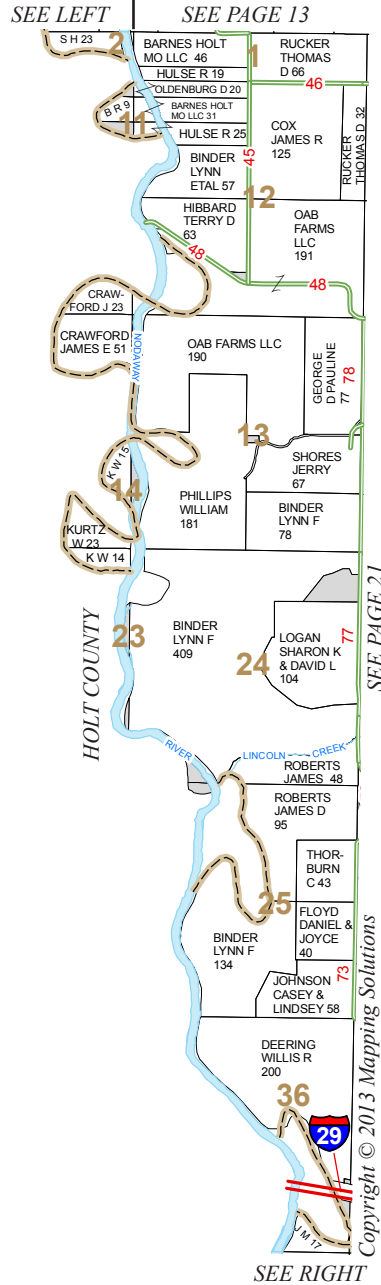 SEE LEFT
SEE PAGE 13
S H 23
2
BARNES HOLT
MO LLC 46
1
RUCKER
THOMAS
D 66
HULSE R 19
46
OLDENBURG D 20
B R 9
11
BARNES HOLT
MO LLC 31
HULSE R 25
COX
JAMES R
125
RUCKER
THOMAS D 32
45
BINDER
LYNN
ETAL 57
12
HIBBARD
TERRY D
63
OAB
FARMS
LLC
191
48
48
CRAW-
FORD J 23
CRAWFORD
JAMES E 51
NODAWAY
OAB FARMS LLC
190
GEORGE
D PAULINE
77
78
13
K W 15
SHORES
JERRY
67
14
PHILLIPS
WILLIAM
181
BINDER
LYNN F
78
KURTZ
W 23
K W 14
SEE PAGE 21
23
BINDER
LYNN F
409
24
LOGAN
SHARON K
& DAVID L
104
77
HOLT COUNTY
RIVER
LINCOLN CREEK
ROBERTS
JAMES 48
ROBERTS
JAMES D
95
THOR-
BURN
C 43
25
FLOYD
DANIEL &
JOYCE
40
BINDER
LYNN F
134
73
JOHNSON
CASEY &
LINDSEY 58
DEERING
WILLIS R
200
36
29
J M 17
Copyright © 2013 Mapping Solutions
SEE RIGHT